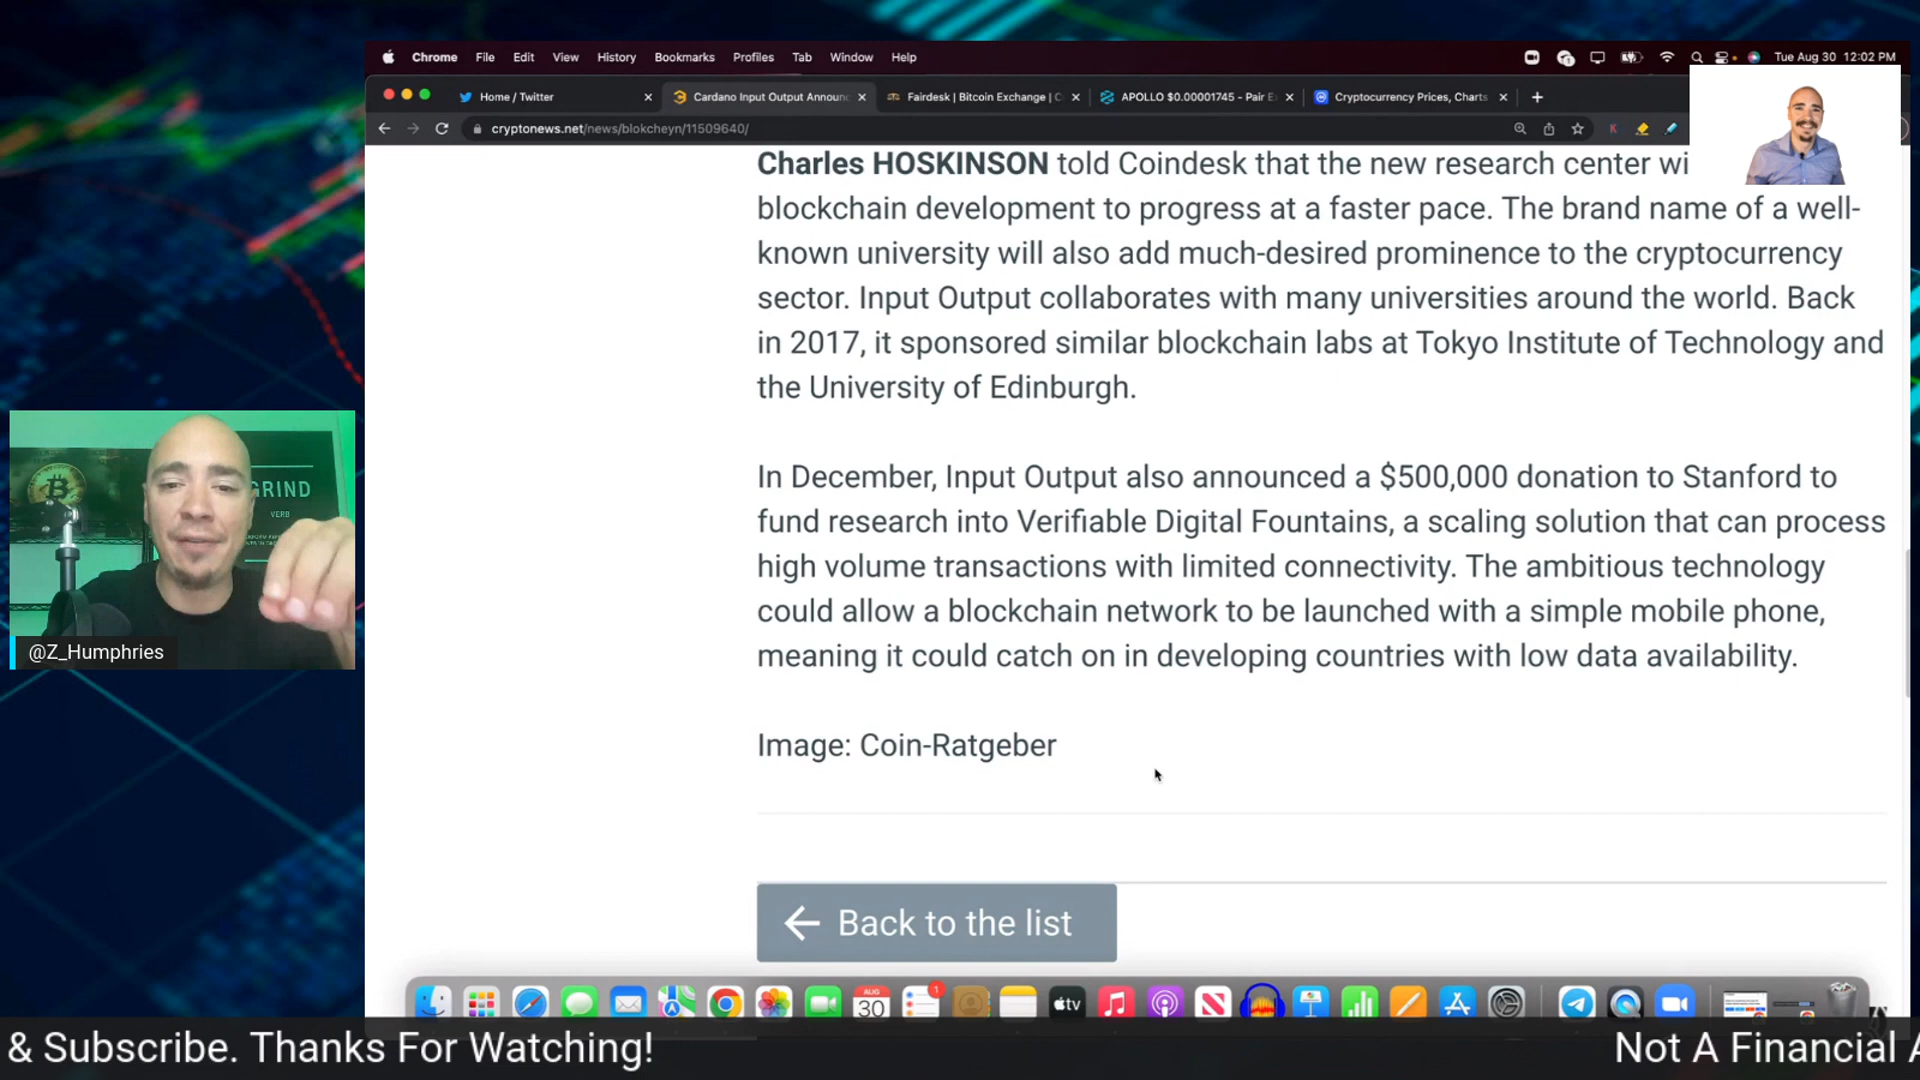 Chrome File Edit View History Bookmarks Profiles Tab Window Help
Tue Aug 30 12:02 PM
Home / Twitter
Cardano Input Output Announc
Fairdesk | Bitcoin Exchange | C
APOLLO $0.00001745 - Pair E
Cryptocurrency Prices, Charts
cryptonews.net/news/blokcheyn/11509640/
Charles HOSKINSON told Coindesk that the new research center wi
blockchain development to progress at a faster pace. The brand name of a well-
known university will also add much-desired prominence to the cryptocurrency
sector. Input Output collaborates with many universities around the world. Back
in 2017, it sponsored similar blockchain labs at Tokyo Institute of Technology and
the University of Edinburgh.
In December, Input Output also announced a $500,000 donation to Stanford to
fund research into Verifiable Digital Fountains, a scaling solution that can process
high volume transactions with limited connectivity. The ambitious technology
could allow a blockchain network to be launched with a simple mobile phone,
meaning it could catch on in developing countries with low data availability.
Image: Coin-Ratgeber
← Back to the list
GRIND
VERB
@Z_Humphries
AUG
30
1
tv
& Subscribe. Thanks For Watching!
Not A Financial A